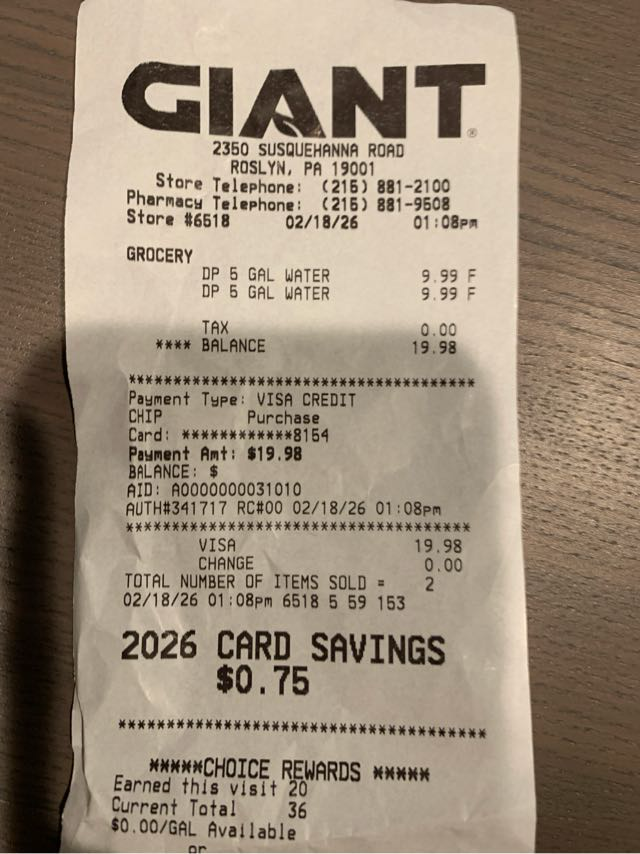 GIANT®
2350 SUSQUEHANNA ROAD
ROSLYN, PA 19001
Store Telephone: (215) 881-2100
Pharmacy Telephone: (215) 881-9508
Store #6518 02/18/26 01:08pm
GROCERY
DP 5 GAL WATER 9.99 F
DP 5 GAL WATER 9.99 F
TAX 0.00
**** BALANCE 19.98
****************************************
Payment Type: VISA CREDIT
CHIP Purchase
Card: ************8154
Payment Amt: $19.98
BALANCE: $
AID: A0000000031010
AUTH#341717 RC#00 02/18/26 01:08pm
****************************************
VISA 19.98
CHANGE 0.00
TOTAL NUMBER OF ITEMS SOLD = 2
02/18/26 01:08pm 6518 5 59 153
2026 CARD SAVINGS
$0.75
****************************************
*****CHOICE REWARDS *****
Earned this visit 20
Current Total 36
$0.00/GAL Available
or